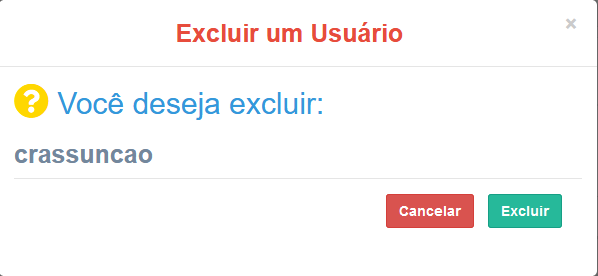 Excluir um Usuário
×
? Você deseja excluir:
crassuncao
Cancelar Excluir